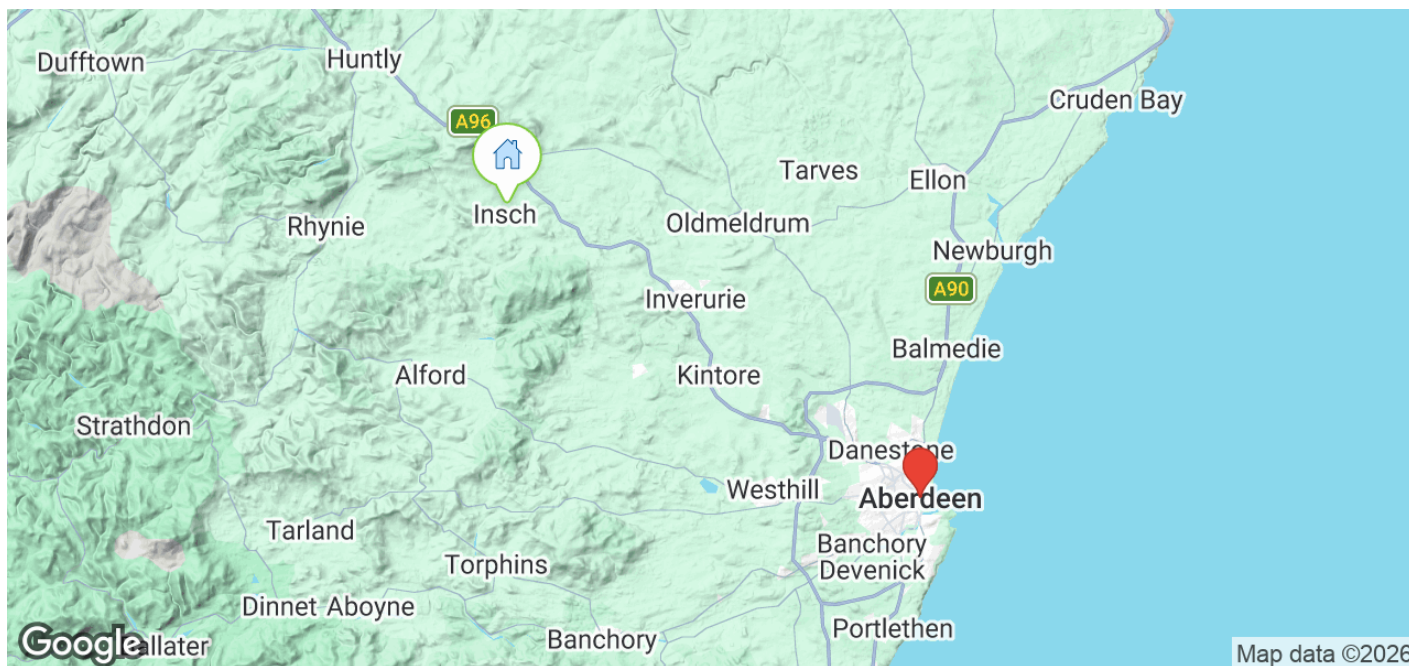 Dufftown
Huntly
A96
Cruden Bay
Tarves
Ellon
Insch
Rhynie
Oldmeldrum
Newburgh
A90
Inverurie
Balmedie
Alford
Kintore
Strathdon
Danestone
Westhill
Aberdeen
Tarland
Banchory
Devenick
Torphins
Dinnet
Aboyne
Portlethen
Banchory
Google
allater
Map data ©2026